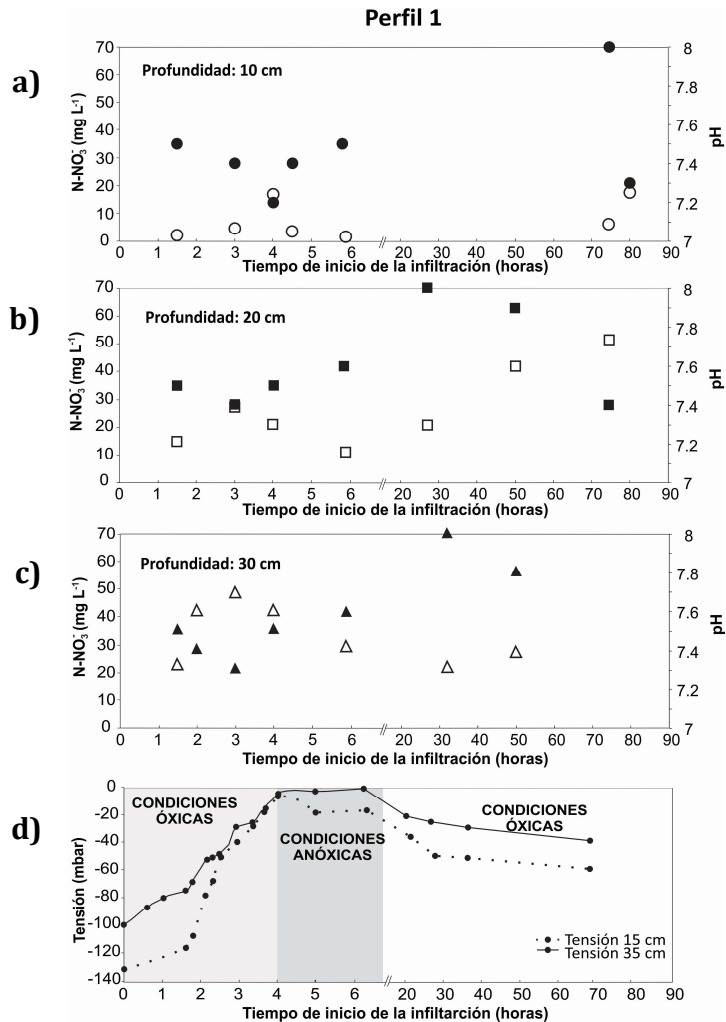 Perfil 1
a)
Profundidad: 10 cm
N-NO₃⁻ (mg L⁻¹)
70
60
50
40
30
20
10
0
8
7.8
7.6
7.4
7.2
7
pH
0 1 2 3 4 5 6 20 30 40 50 60 70 80 90
Tiempo de inicio de la infiltración (horas)
b)
Profundidad: 20 cm
N-NO₃⁻ (mg L⁻¹)
70
60
50
40
30
20
10
0
8
7.8
7.6
7.4
7.2
7
pH
0 1 2 3 4 5 6 20 30 40 50 60 70 80 90
Tiempo de inicio de la infiltración (horas)
c)
Profundidad: 30 cm
N-NO₃⁻ (mg L⁻¹)
70
60
50
40
30
20
10
0
8
7.8
7.6
7.4
7.2
7
pH
0 1 2 3 4 5 6 20 30 40 50 60 70 80 90
Tiempo de inicio de la infiltración (horas)
d)
Tensión (mbar)
0
-20
-40
-60
-80
-100
-120
-140
CONDICIONES
ÓXICAS
CONDICIONES
ANÓXICAS
CONDICIONES
ÓXICAS
Tensión 15 cm
Tensión 35 cm
0 1 2 3 4 5 6 20 30 40 50 60 70 80 90
Tiempo de inicio de la infiltarción (horas)